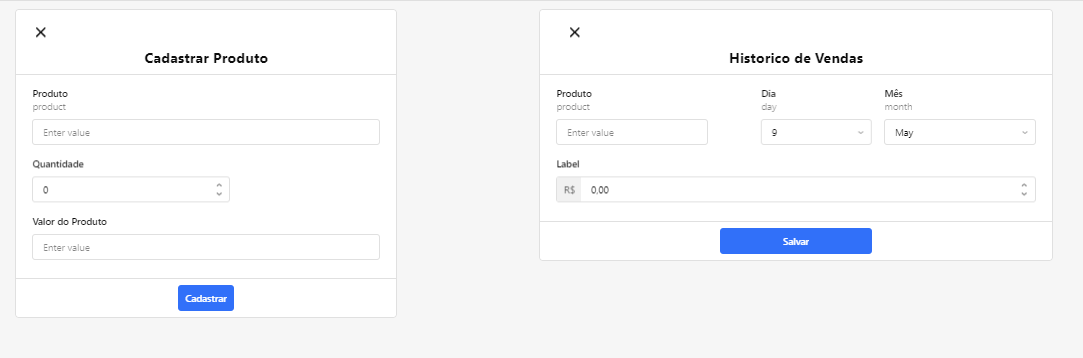 Cadastrar Produto
Produto
product
Enter value
Quantidade
0
Valor do Produto
Enter value
Cadastrar
Historico de Vendas
Produto Dia Mês
product day month
Enter value 9 May
Label
R$ 0,00
Salvar